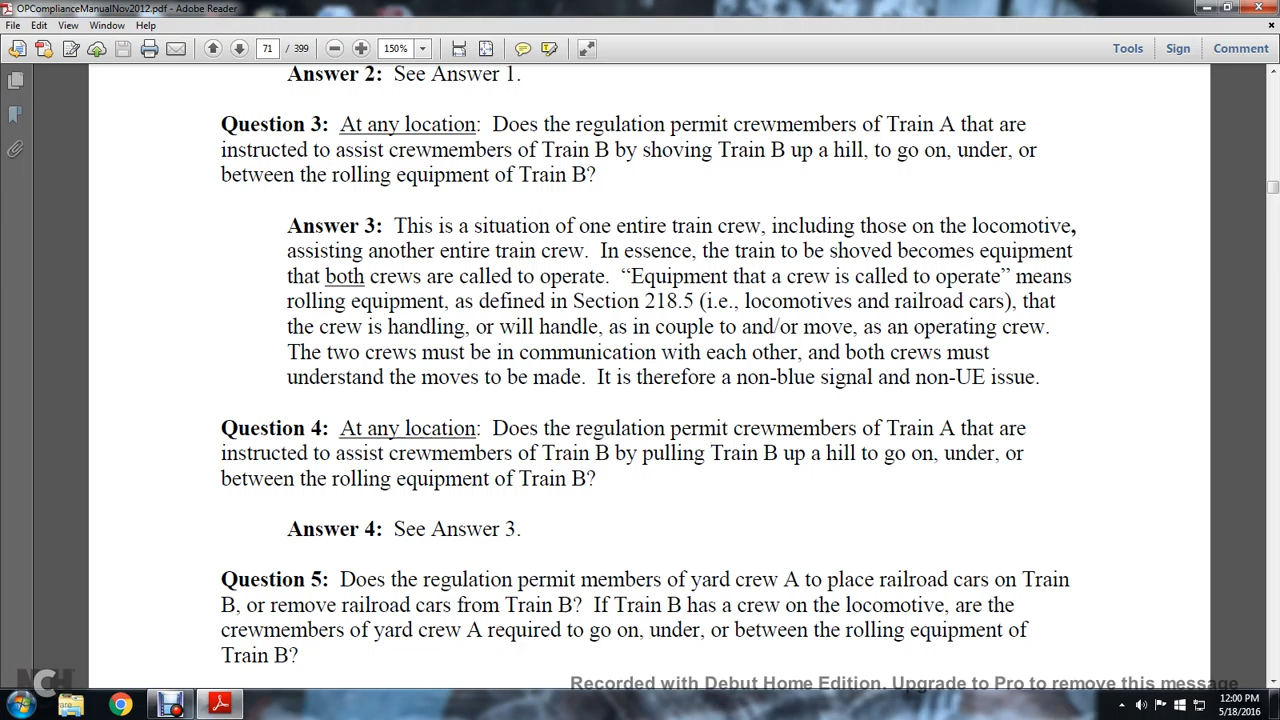 OPComplianceManualNov2012.pdf - Adobe Reader
File Edit View Window Help
71 / 399 150% Tools Sign Comment
Answer 2: See Answer 1.
Question 3: At any location: Does the regulation permit crewmembers of Train A that are
instructed to assist crewmembers of Train B by shoving Train B up a hill, to go on, under, or
between the rolling equipment of Train B?
Answer 3: This is a situation of one entire train crew, including those on the locomotive,
assisting another entire train crew. In essence, the train to be shoved becomes equipment
that both crews are called to operate. “Equipment that a crew is called to operate” means
rolling equipment, as defined in Section 218.5 (i.e., locomotives and railroad cars), that
the crew is handling, or will handle, as in couple to and/or move, as an operating crew.
The two crews must be in communication with each other, and both crews must
understand the moves to be made. It is therefore a non-blue signal and non-UE issue.
Question 4: At any location: Does the regulation permit crewmembers of Train A that are
instructed to assist crewmembers of Train B by pulling Train B up a hill to go on, under, or
between the rolling equipment of Train B?
Answer 4: See Answer 3.
Question 5: Does the regulation permit members of yard crew A to place railroad cars on Train
B, or remove railroad cars from Train B? If Train B has a crew on the locomotive, are the
crewmembers of yard crew A required to go on, under, or between the rolling equipment of
Train B?
Recorded with Debut Home Edition. Upgrade to Pro to remove this message
12:00 PM
5/18/2016